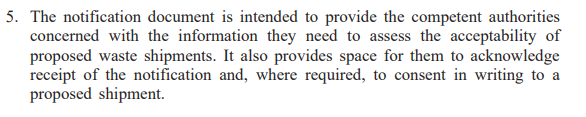 5. The notification document is intended to provide the competent authorities
concerned with the information they need to assess the acceptability of
proposed waste shipments. It also provides space for them to acknowledge
receipt of the notification and, where required, to consent in writing to a
proposed shipment.